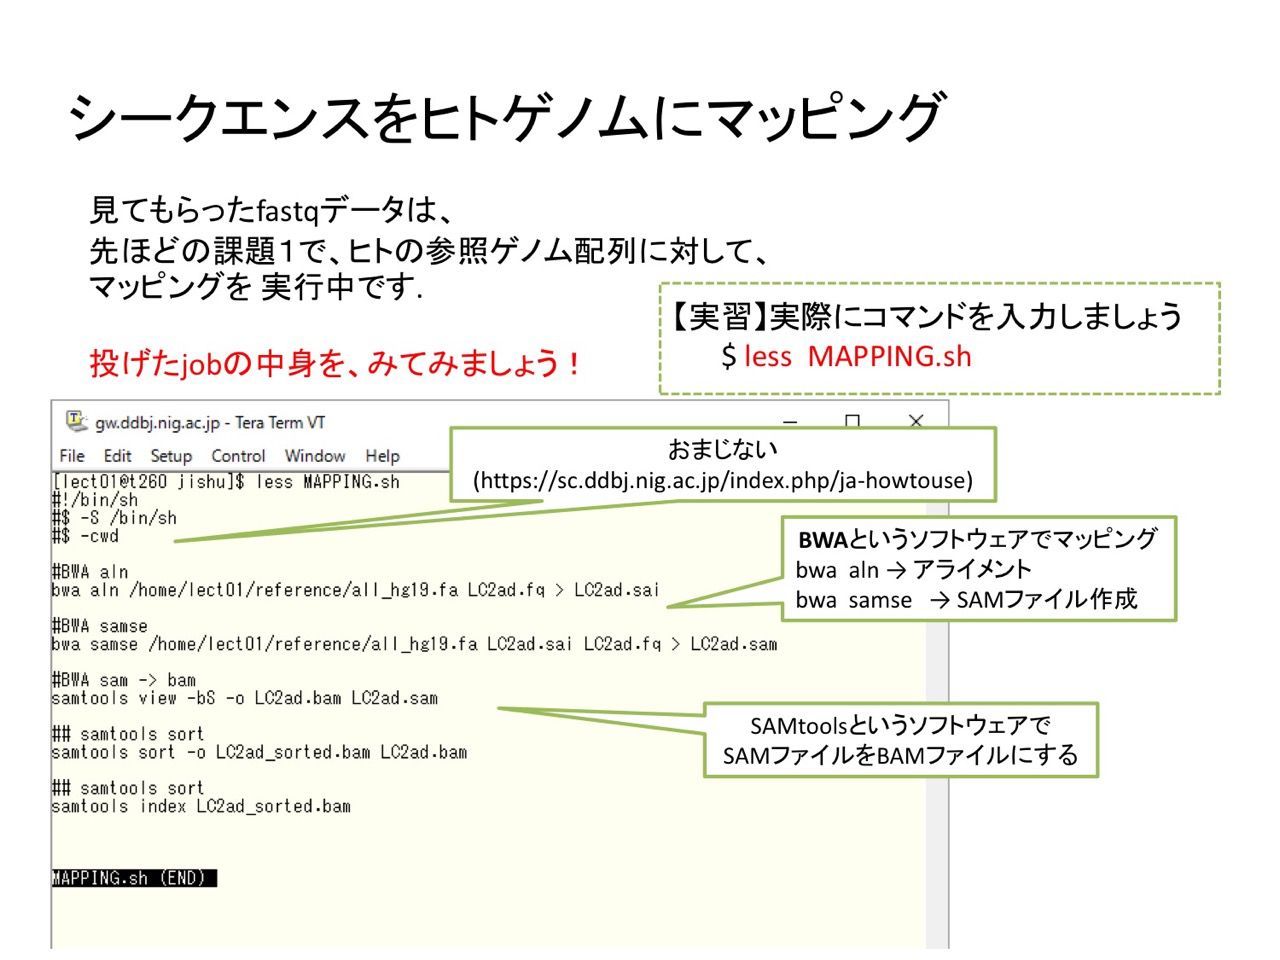 シークエンスをヒトゲノムにマッピング
見てもらったfastqデータは、
先ほどの課題１で、ヒトの参照ゲノム配列に対して、
マッピングを 実行中です.
【実習】実際にコマンドを入力しましょう
$ less MAPPING.sh
投げたjobの中身を、みてみましょう！
gw.ddbj.nig.ac.jp - Tera Term VT
File Edit Setup Control Window Help
おまじない
(https://sc.ddbj.nig.ac.jp/index.php/ja-howtouse)
[lect01@t260 jishu]$ less MAPPING.sh
#!/bin/sh
#$ -S /bin/sh
#$ -cwd
BWAというソフトウェアでマッピング
bwa aln → アライメント
bwa samse → SAMファイル作成
#BWA aln
bwa aln /home/lect01/reference/all_hg19.fa LC2ad.fq > LC2ad.sai
#BWA samse
bwa samse /home/lect01/reference/all_hg19.fa LC2ad.sai LC2ad.fq > LC2ad.sam
#BWA sam -> bam
samtools view -bS -o LC2ad.bam LC2ad.sam
SAMtoolsというソフトウェアで
SAMファイルをBAMファイルにする
## samtools sort
samtools sort -o LC2ad_sorted.bam LC2ad.bam
## samtools sort
samtools index LC2ad_sorted.bam
MAPPING.sh (END)